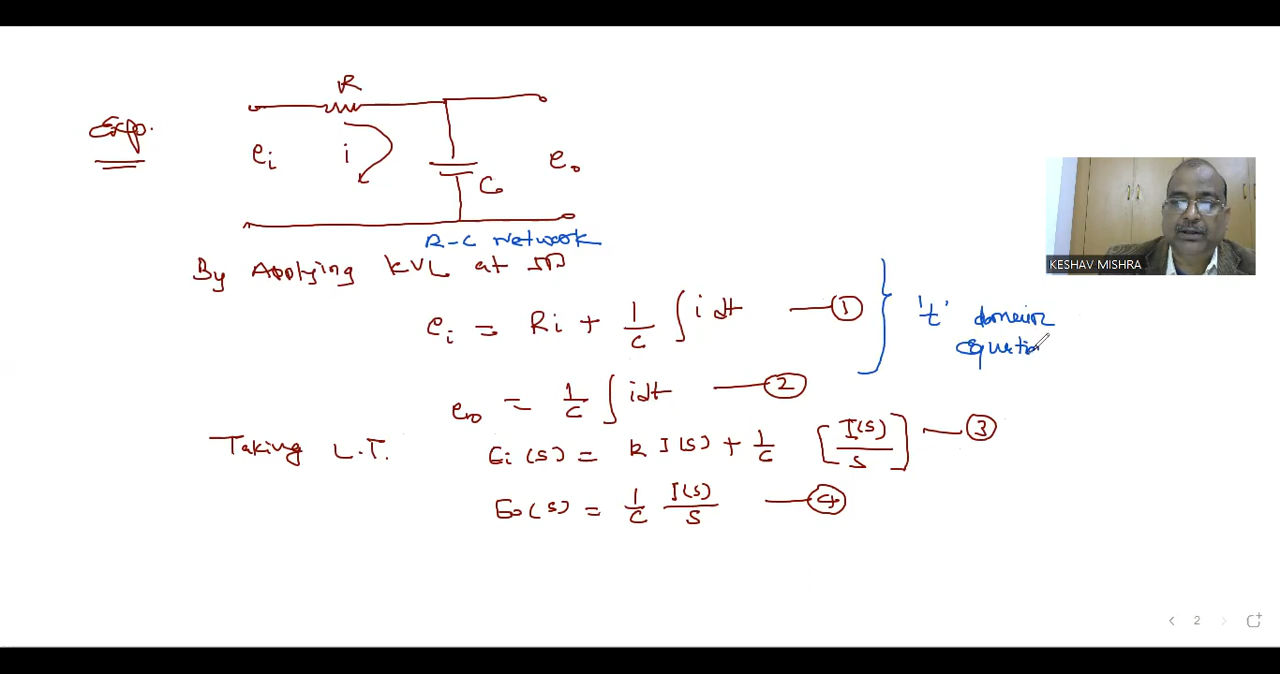 R
Exp.
ei
i
eo
C
R-C Network
By Applying KVL at
ei = Ri + 1/C ∫ i dt — 1
't' domain
equation
eo = 1/C ∫ idt — 2
Taking L.T. Ei(s) = R I(s) + 1/C [I(s)/s] — 3
Eo(s) = 1/C I(s)/s — 4
KESHAV MISHRA
2